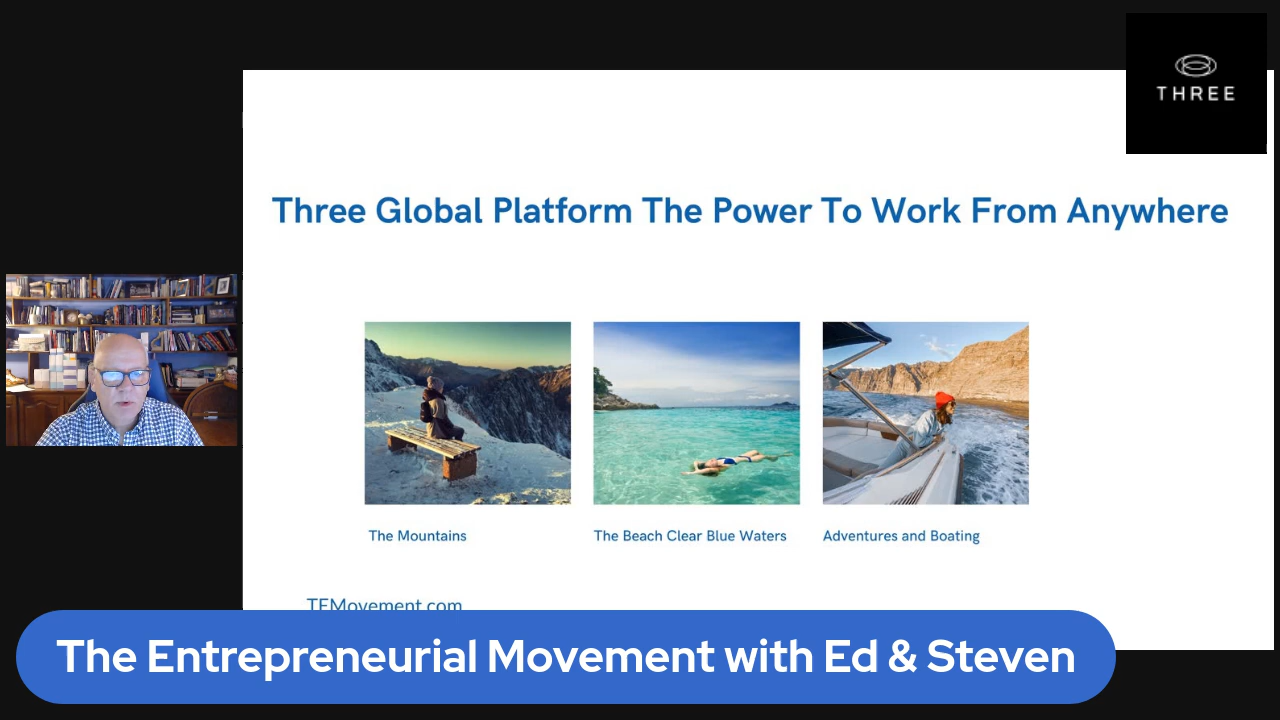 THREE
Three Global Platform The Power To Work From Anywhere
The Mountains
The Beach Clear Blue Waters
Adventures and Boating
TEMovement.com
The Entrepreneurial Movement with Ed & Steven